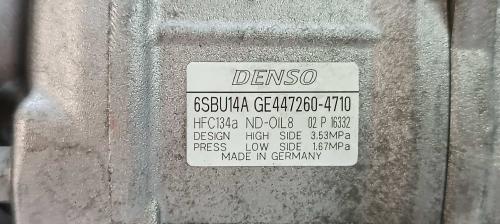 DENSO
6SBU14A GE447260-4710
HFC134a ND-OIL8 02 P 16332
DESIGN HIGH SIDE 3.53MPa
PRESS LOW SIDE 1.67MPa
MADE IN GERMANY